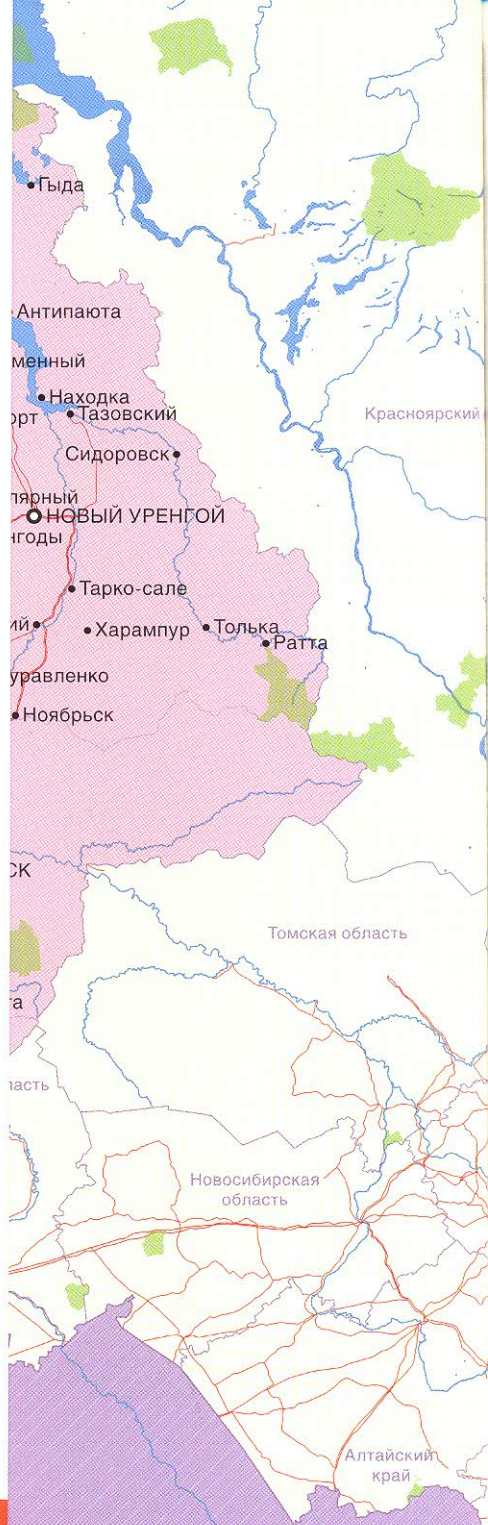 Гыда
Антипаюта
менный
Находка
орт
Тазовский
Красноярский
Сидоровск
лярный
НОВЫЙ УРЕНГОЙ
нгоды
Тарко-сале
ий
Харампур
Толька
Ратта
уравленко
Ноябрьск
СК
Томская область
та
ласть
Новосибирская
область
Алтайский
край